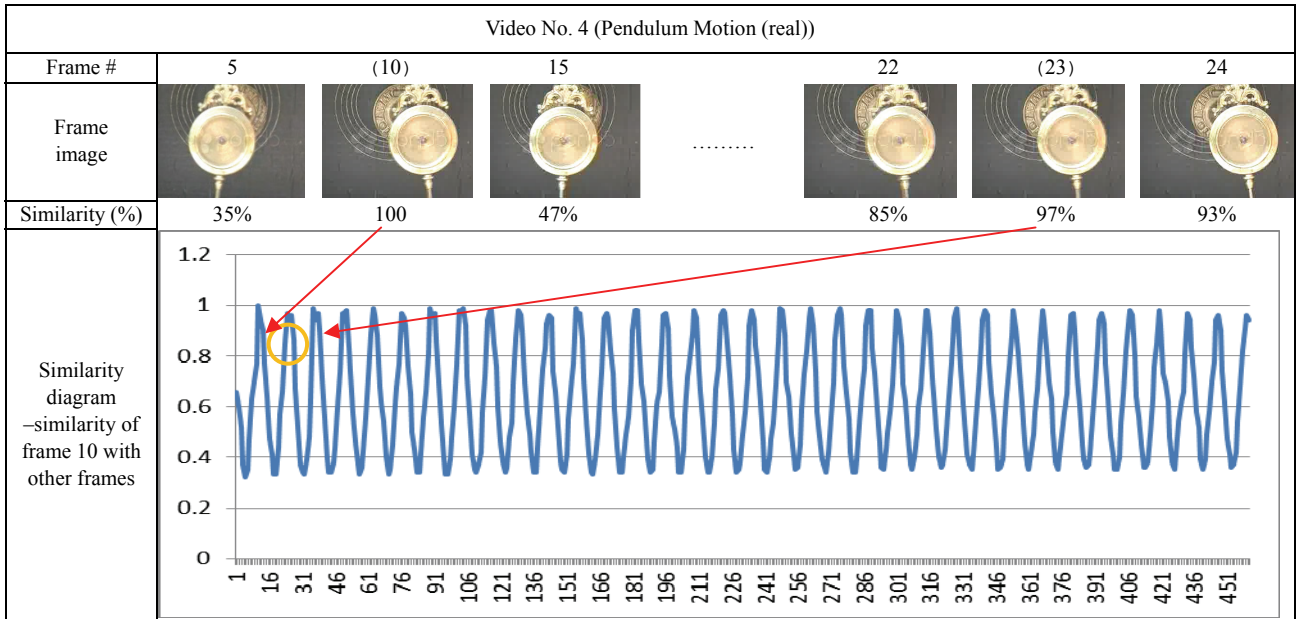 Video No. 4 (Pendulum Motion (real))
Frame # 5 (10) 15 22 (23) 24
Frame
image
.........
Similarity (%) 35% 100 47% 85% 97% 93%
Similarity
diagram
–similarity of
frame 10 with
other frames
1.2
1
0.8
0.6
0.4
0.2
0
1 16 31 46 61 76 91 106 121 136 151 166 181 196 211 226 241 256 271 286 301 316 331 346 361 376 391 406 421 436 451